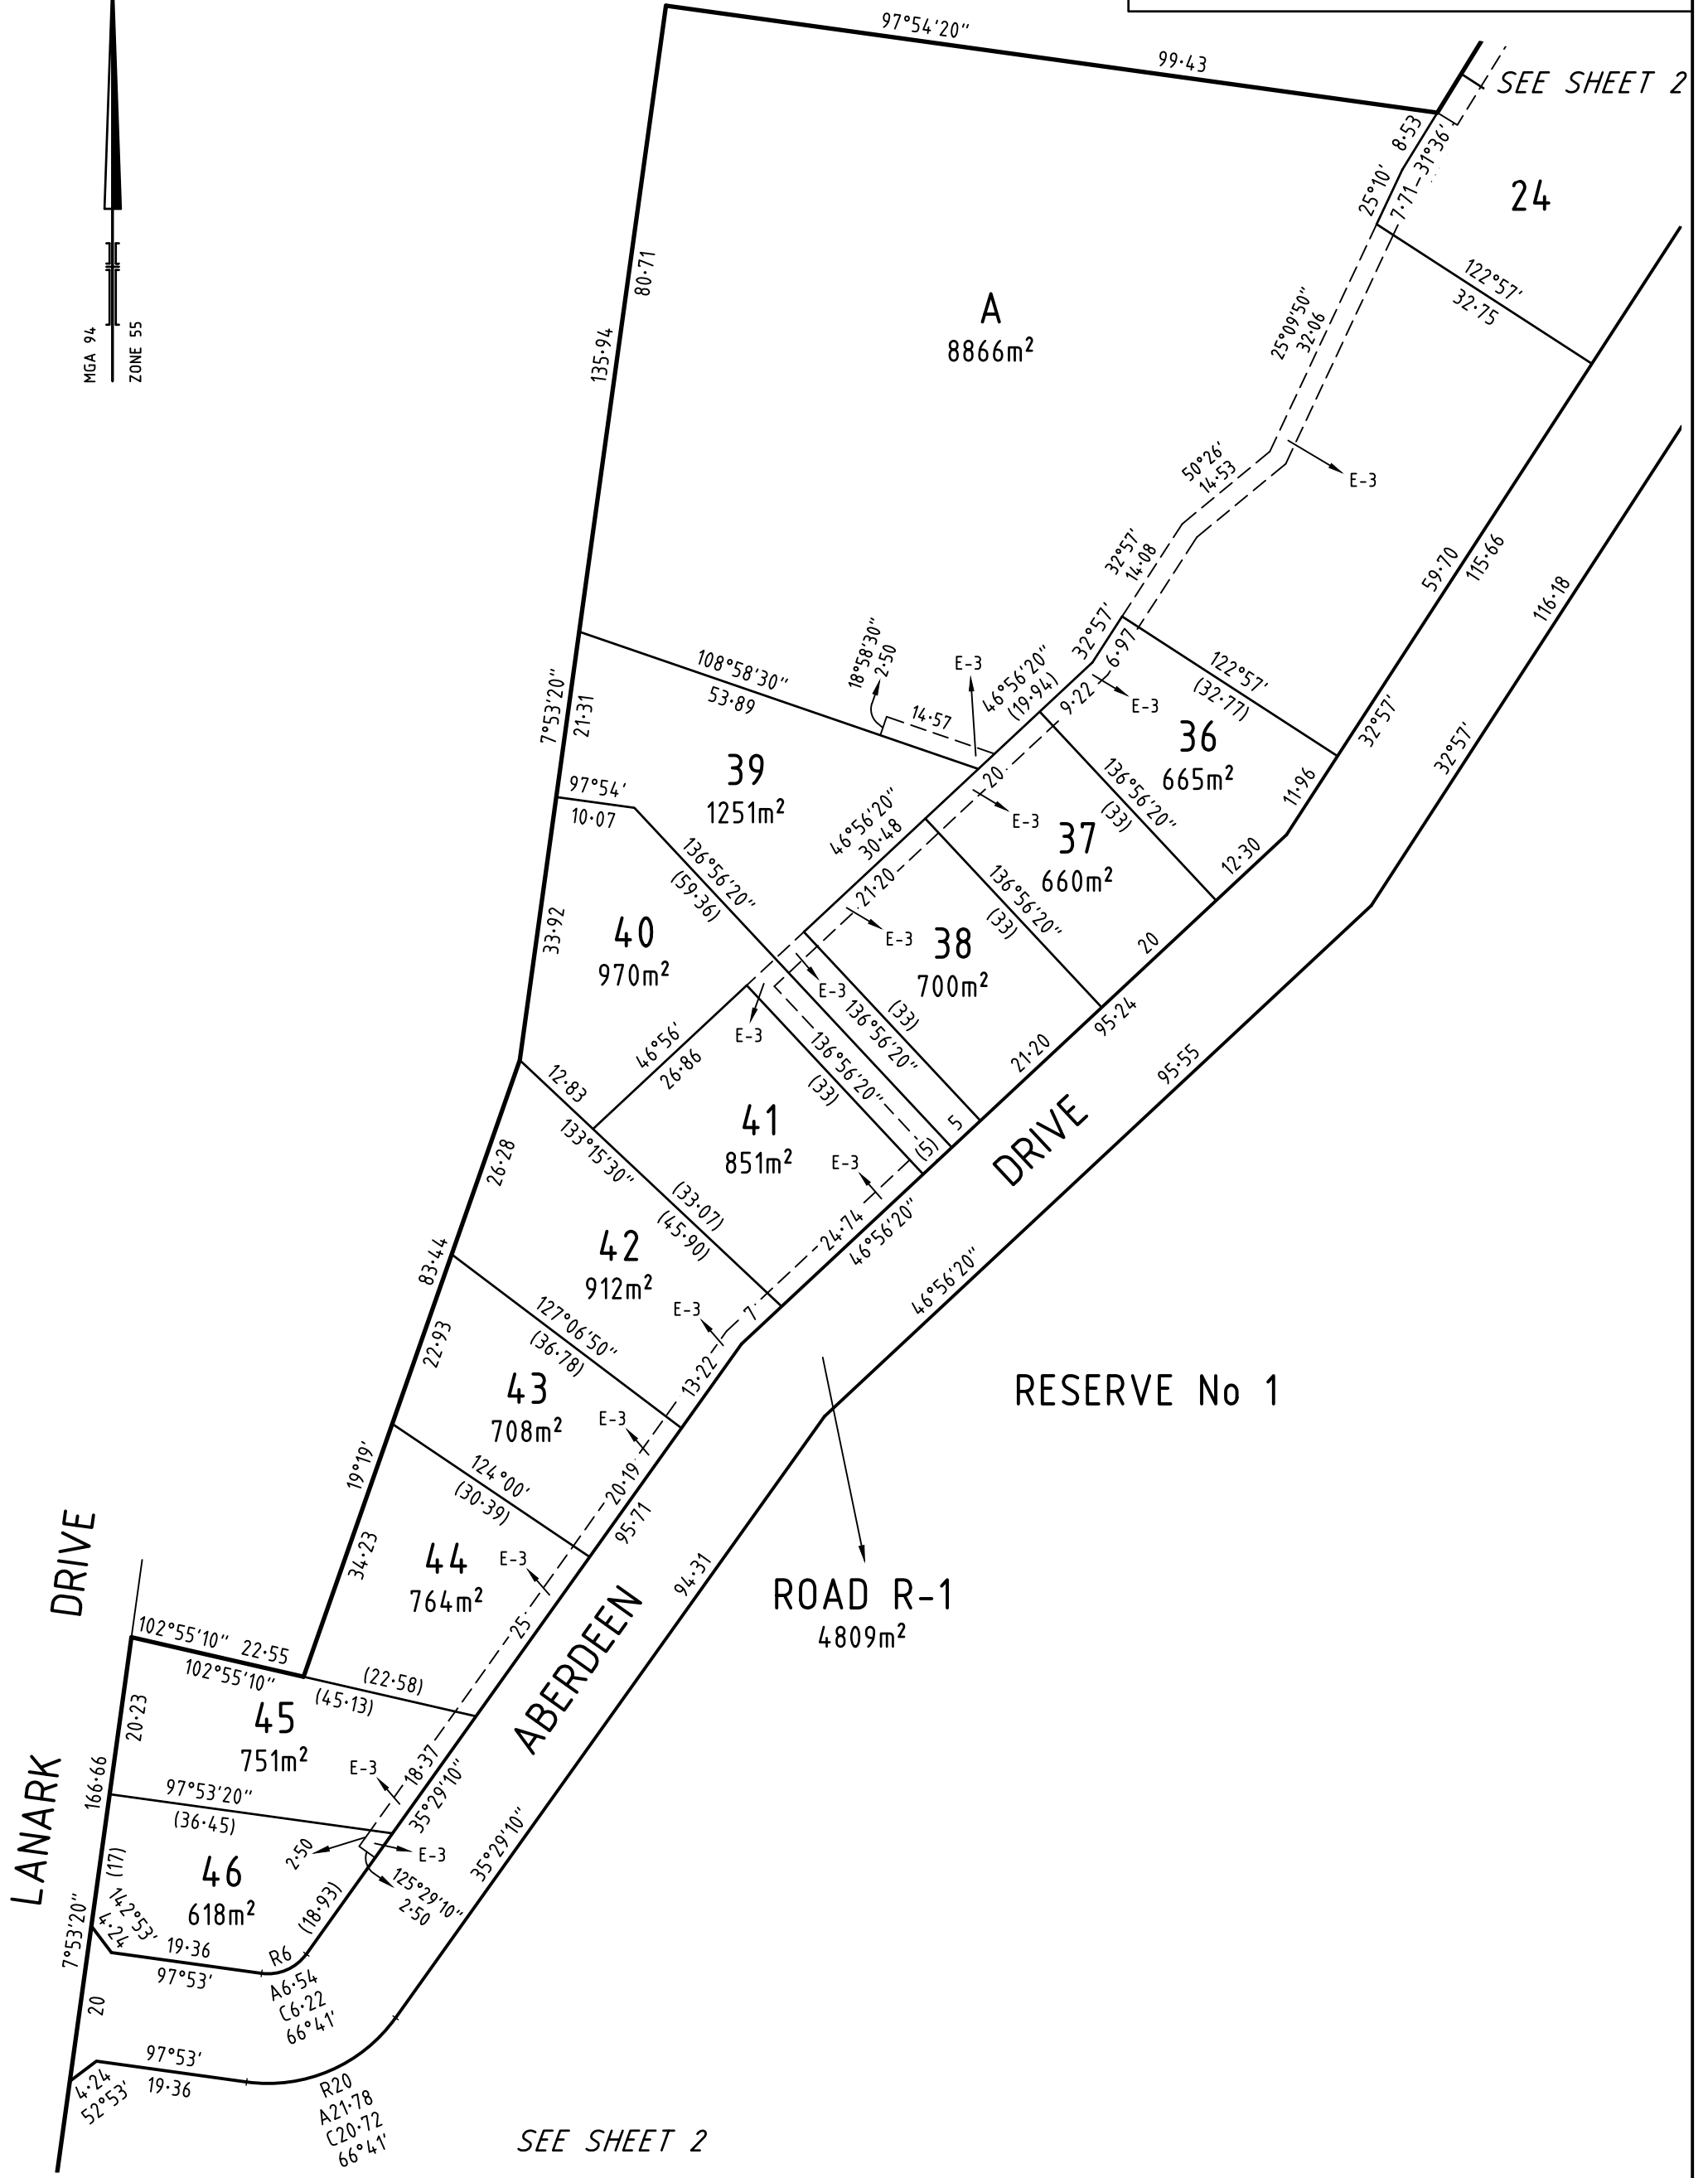 97°54'20"
99·43
SEE SHEET 2
8·53
25°10'
7·71-31°36'
24
MGA 94
ZONE 55
80·71
135·94
A
8866m²
122°57'
32·75
25°09'50"
32·06
E-3
50°26'
14·53
32°57'
14·08
59·70
115·66
116·18
32°57'
6·97
18°58'30"
2·50
E-3
46°56'20"
(19·94)
9·22
E-3
122°57'
(32·77)
108°58'30"
53·89
14·57
7°53'20"
21·31
36
665m²
32°57'
32°57'
39
1251m²
20
E-3
136°56'20"
(33)
11·96
97°54'
10·07
46°56'20"
30·48
37
660m²
12·30
136°56'20"
(59·36)
21·20
E-3
136°56'20"
(33)
33·92
40
970m²
38
700m²
20
E-3
E-3
(33)
136°56'20"
95·24
46°56'
26·86
136°56'20"
(33)
21·20
95·55
12·83
133°15'30"
41
851m²
5
(5)
DRIVE
26·28
E-3
(33·07)
(45·90)
24·74
46°56'20"
83·44
42
912m²
46°56'20"
E-3
7
127°06'50"
(36·78)
22·93
13·22
RESERVE No 1
43
708m²
E-3
19°19'
124°00'
(30·39)
20·19
95·71
DRIVE
34·23
44
764m²
E-3
94·31
ROAD R-1
4809m²
25
102°55'10"
22·55
102°55'10"
(45·13)
(22·58)
ABERDEEN
20·23
45
751m²
166·66
E-3
18·37
35°29'10"
LANARK
97°53'20"
(36·45)
2·50
E-3
35°29'10"
(17)
46
618m²
125°29'10"
2·50
142°53'
4·24
(18·93)
7°53'20"
19·36
97°53'
R6
A6·54
C6·22
66°41'
20
97°53'
19·36
4·24
52°53'
R20
A21·78
C20·72
66°41'
SEE SHEET 2